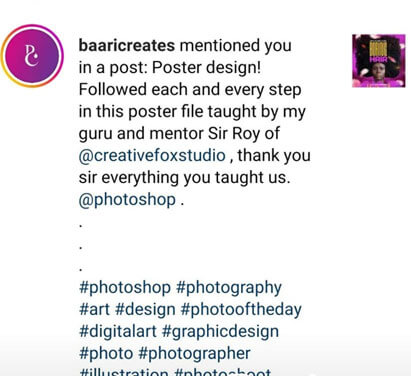 baaricreates mentioned you
in a post: Poster design!
Followed each and every step
in this poster file taught by my
guru and mentor Sir Roy of
@creativefoxstudio , thank you
sir everything you taught us.
@photoshop .
.
.
.
#photoshop #photography
#art #design #photooftheday
#digitalart #graphicdesign
#photo #photographer
#illustration #photoshoot
HAIR